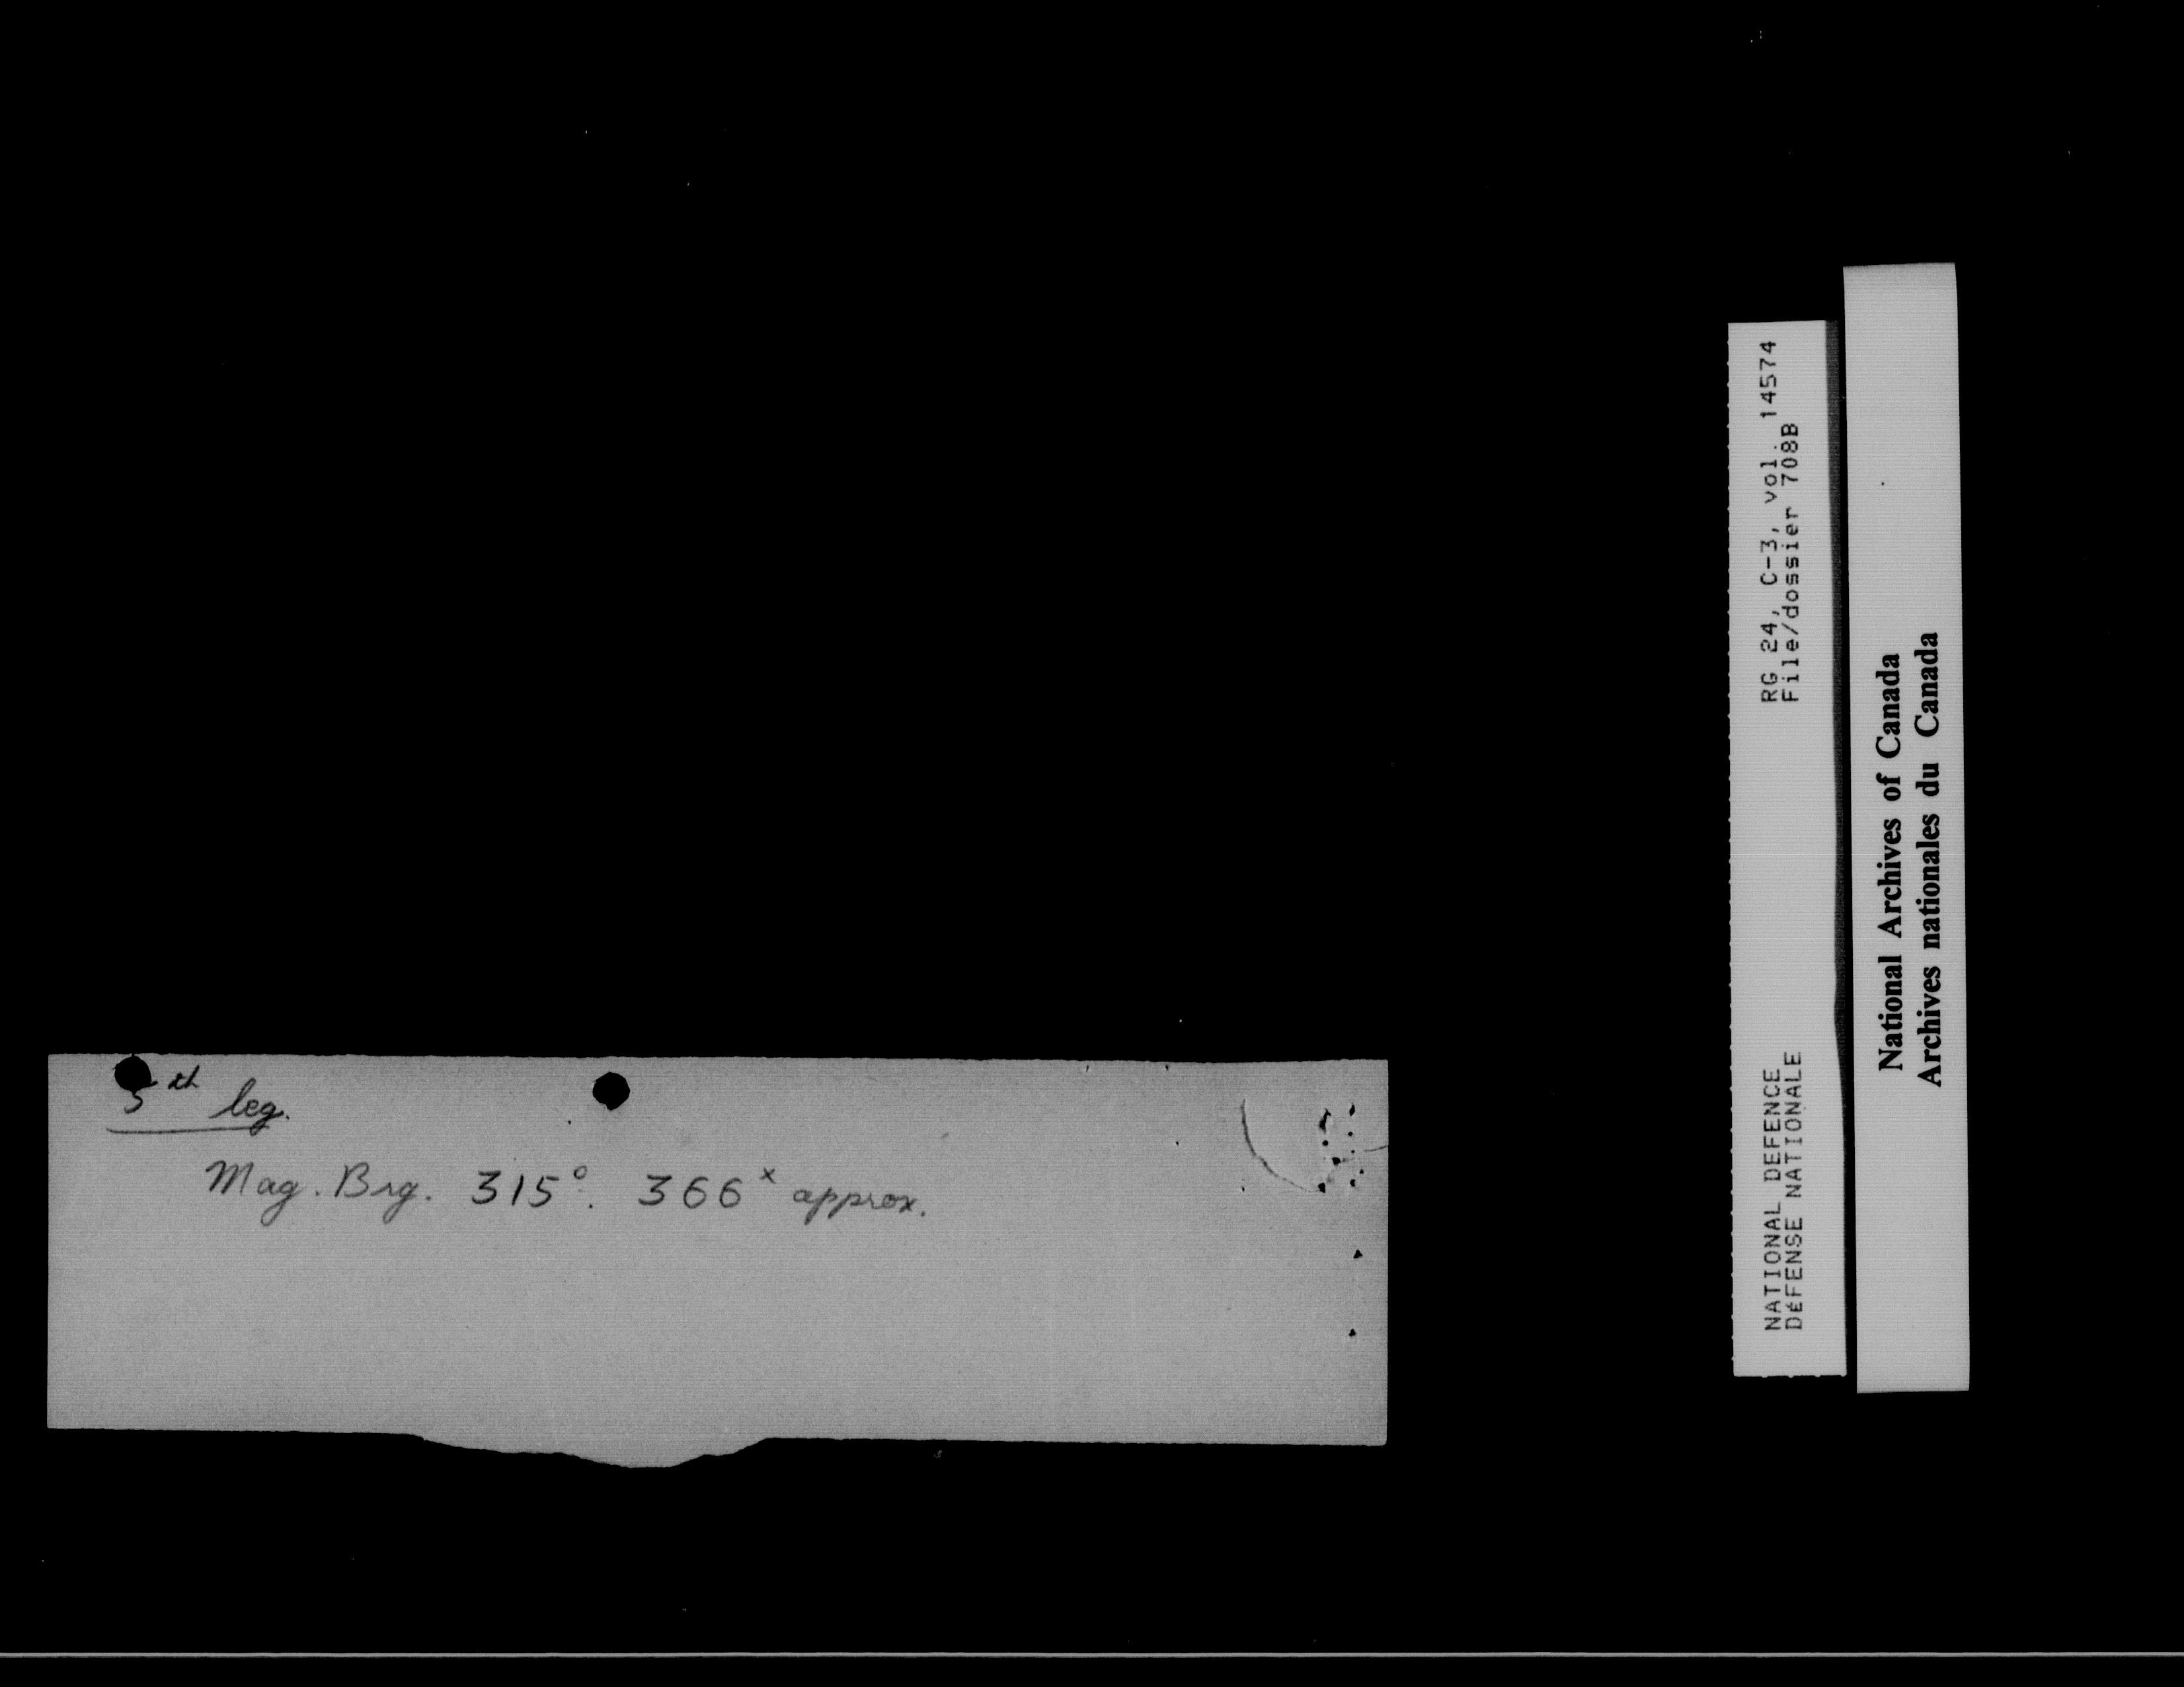 5th leg.
Mag. Brg. 315°. 366x approx.
RG 24, C-3, vol. 14574
File/dossier 708B
NATIONAL DEFENCE
DéFENSE NATIONALE
National Archives of Canada
Archives nationales du Canada